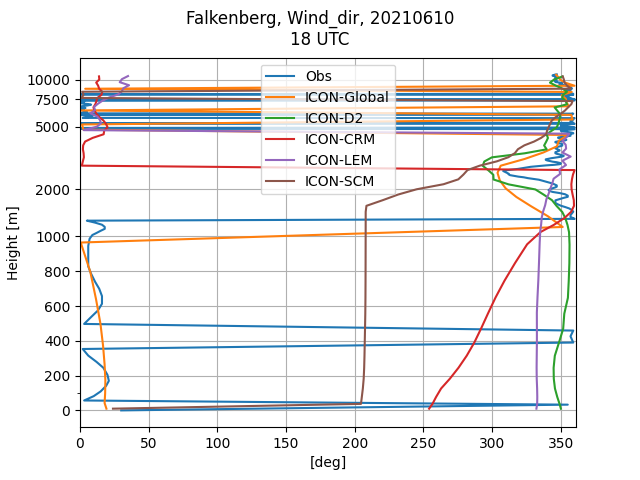 Falkenberg, Wind_dir, 20210610
18 UTC
Height [m]
10000
7500
5000
2000
1000
800
600
400
200
0
Obs
ICON-Global
ICON-D2
ICON-CRM
ICON-LEM
ICON-SCM
0 50 100 150 200 250 300 350
[deg]